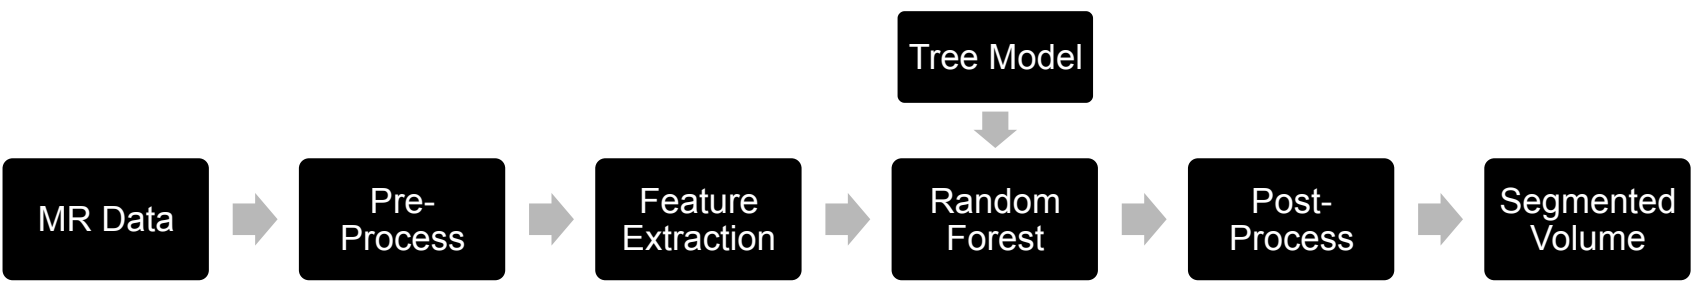 Tree Model
MR Data
Pre-
Process
Feature
Extraction
Random
Forest
Post-
Process
Segmented
Volume